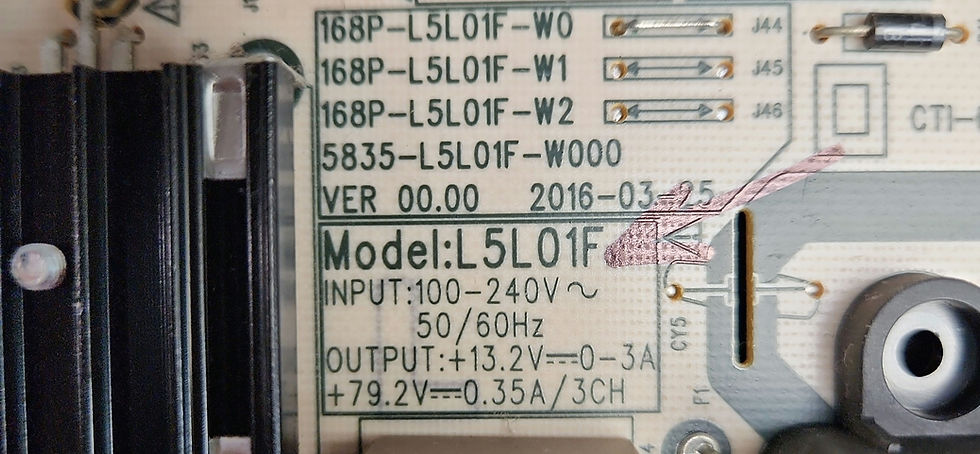 168P-L5L01F-W0
J44
168P-L5L01F-W1
J45
168P-L5L01F-W2
J46
CTI-
5835-L5L01F-W000
VER 00.00 2016-03-25
Model:L5L01F
INPUT:100-240V～
50/60Hz
OUTPUT:+13.2V⎓0-3A
+79.2V⎓0.35A/3CH
CY5
F1